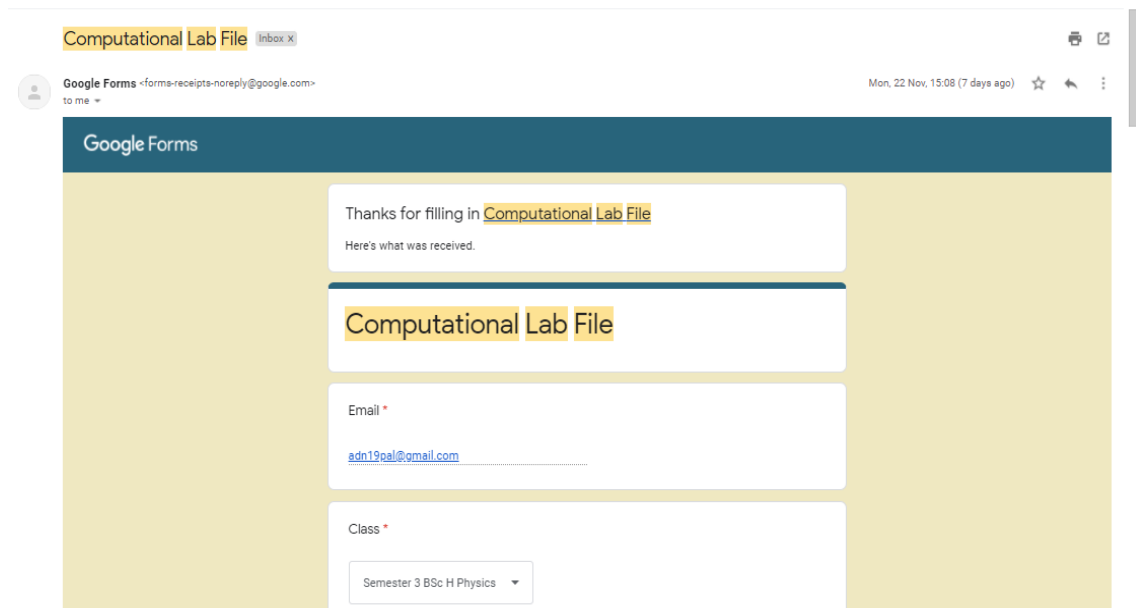 Computational Lab File Inbox x
Google Forms <forms-receipts-noreply@google.com> Mon, 22 Nov, 15:08 (7 days ago)
to me
Google Forms
Thanks for filling in Computational Lab File
Here's what was received.
Computational Lab File
Email *
adn19pal@gmail.com
Class *
Semester 3 BSc H Physics